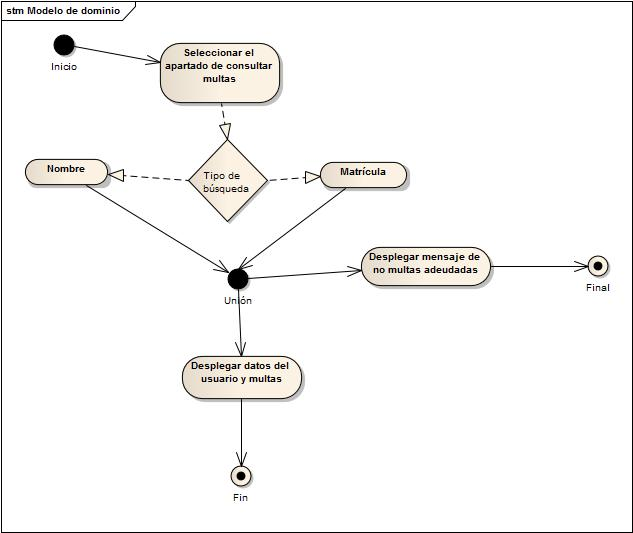 stm Modelo de dominio
Inicio
Seleccionar el
apartado de consultar
multas
Nombre
Tipo de
búsqueda
Matrícula
Desplegar mensaje de
no multas adeudadas
Unión
Final
Desplegar datos del
usuario y multas
Fin